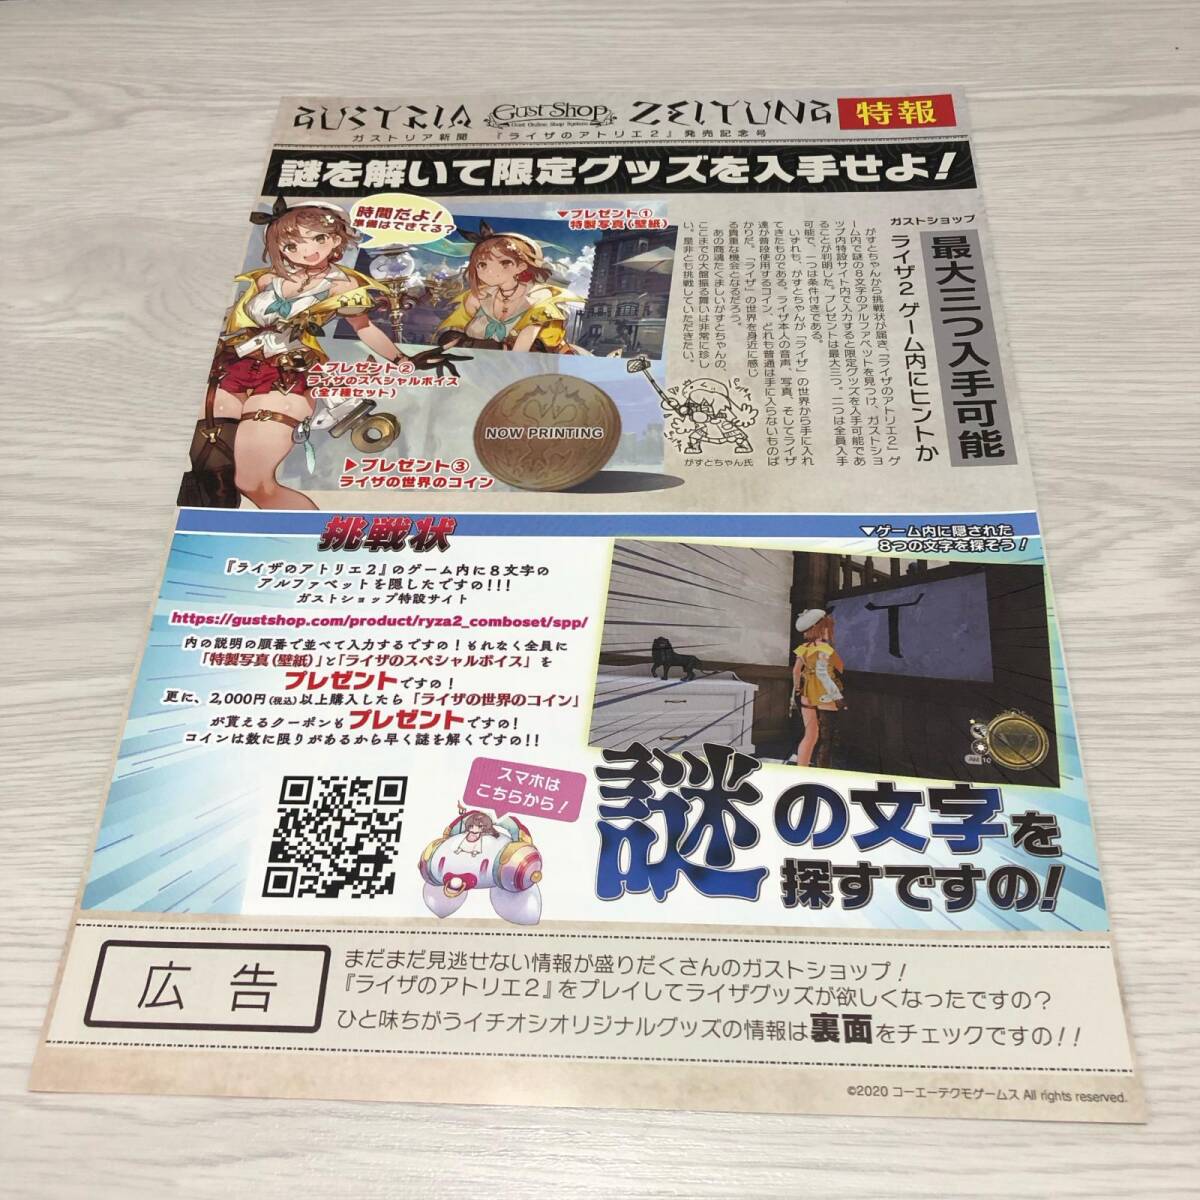 GUSTRIA Gust Shop ZEITUNG 特報
Gust Online Shop System
ガストリア新聞 『ライザのアトリエ2』発売記念号
謎を解いて限定グッズを入手せよ!
時間だよ!
準備はできてる?
▼プレゼント①
特製写真(壁紙)
▲プレゼント②
ライザのスペシャルボイス
(全7種セット)
NOW PRINTING
▶プレゼント③
ライザの世界のコイン
ガストショップ
最大三つ入手可能
ライザ2 ゲーム内にヒントか
がすとちゃんから挑戦状が届き、『ライザのアトリエ2』ゲ
ーム内で謎の8文字のアルファベットを見つけ、ガストショ
ップ内特設サイト内で入力すると限定グッズを入手可能であ
ることが判明した。プレゼントは最大三つ。二つは全員入手
可能で、一つは条件付きである。
いずれも、がすとちゃんが「ライザ」の世界から手に入れ
てきたものである。ライザ本人の音声、写真、そしてライザ
達が普段使用するコイン、どれも普通は手に入らないものば
かりだ。「ライザ」の世界を身近に感じ
る貴重な機会となるだろう。
あの商魂たくましいがすとちゃんの、
ここまでの大盤振る舞いは非常に珍し
い。是非とも挑戦していただきたい。
がすとちゃん氏
挑戦状
『ライザのアトリエ2』のゲーム内に8文字の
アルファベットを隠したですの!!!
ガストショップ特設サイト
https://gustshop.com/product/ryza2_comboset/spp/
内の説明の順番で並べて入力するですの!もれなく全員に
「特製写真(壁紙)」と「ライザのスペシャルボイス」を
プレゼントですの!
更に、2,000円(税込)以上購入したら「ライザの世界のコイン」
が貰えるクーポンもプレゼントですの!
コインは数に限りがあるから早く謎を解くですの!!
▼ゲーム内に隠された
8つの文字を探そう!
T
AM 10
スマホは
こちらから!
謎の文字を
探すですの!
広告
まだまだ見逃せない情報が盛りだくさんのガストショップ!
『ライザのアトリエ2』をプレイしてライザグッズが欲しくなったですの?
ひと味ちがうイチオシオリジナルグッズの情報は裏面をチェックですの!!
©2020 コーエーテクモゲームス All rights reserved.